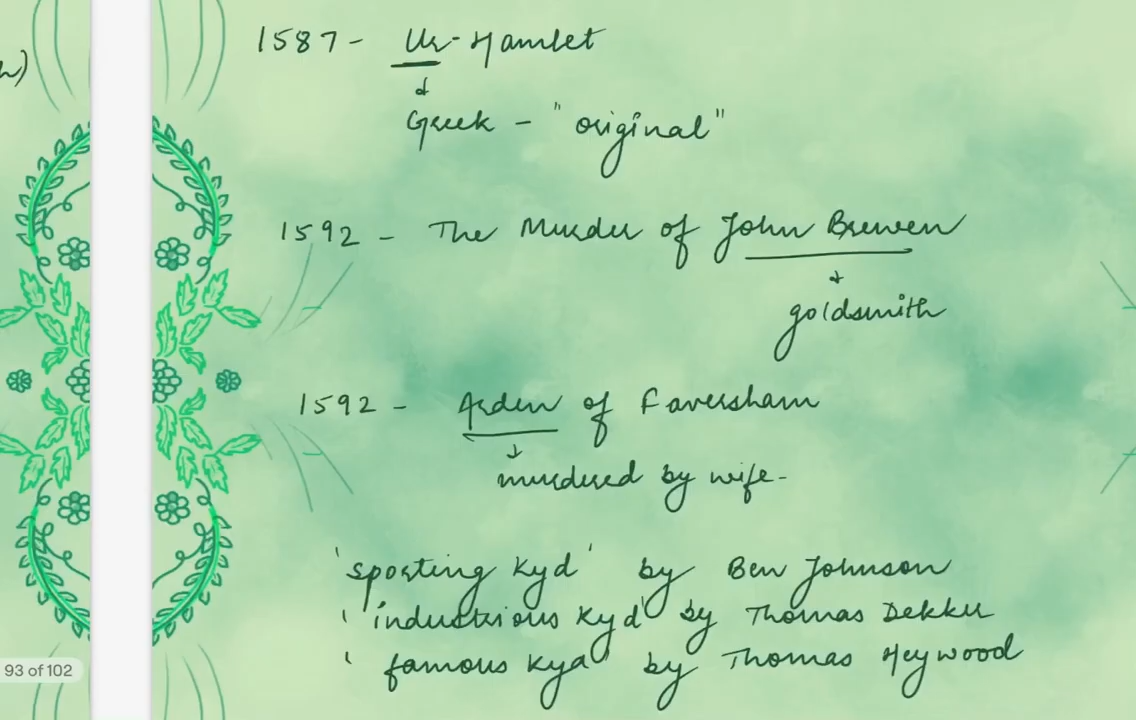 1587 - Ur-Hamlet
Greek - "original"
1592 - The Murder of John Brewen
goldsmith
1592 - Arden of Faversham
murdered by wife-
'sporting Kyd' by Ben Johnson
'industrious Kyd' by Thomas Dekker
'famous Kyd' by Thomas Heywood
93 of 102